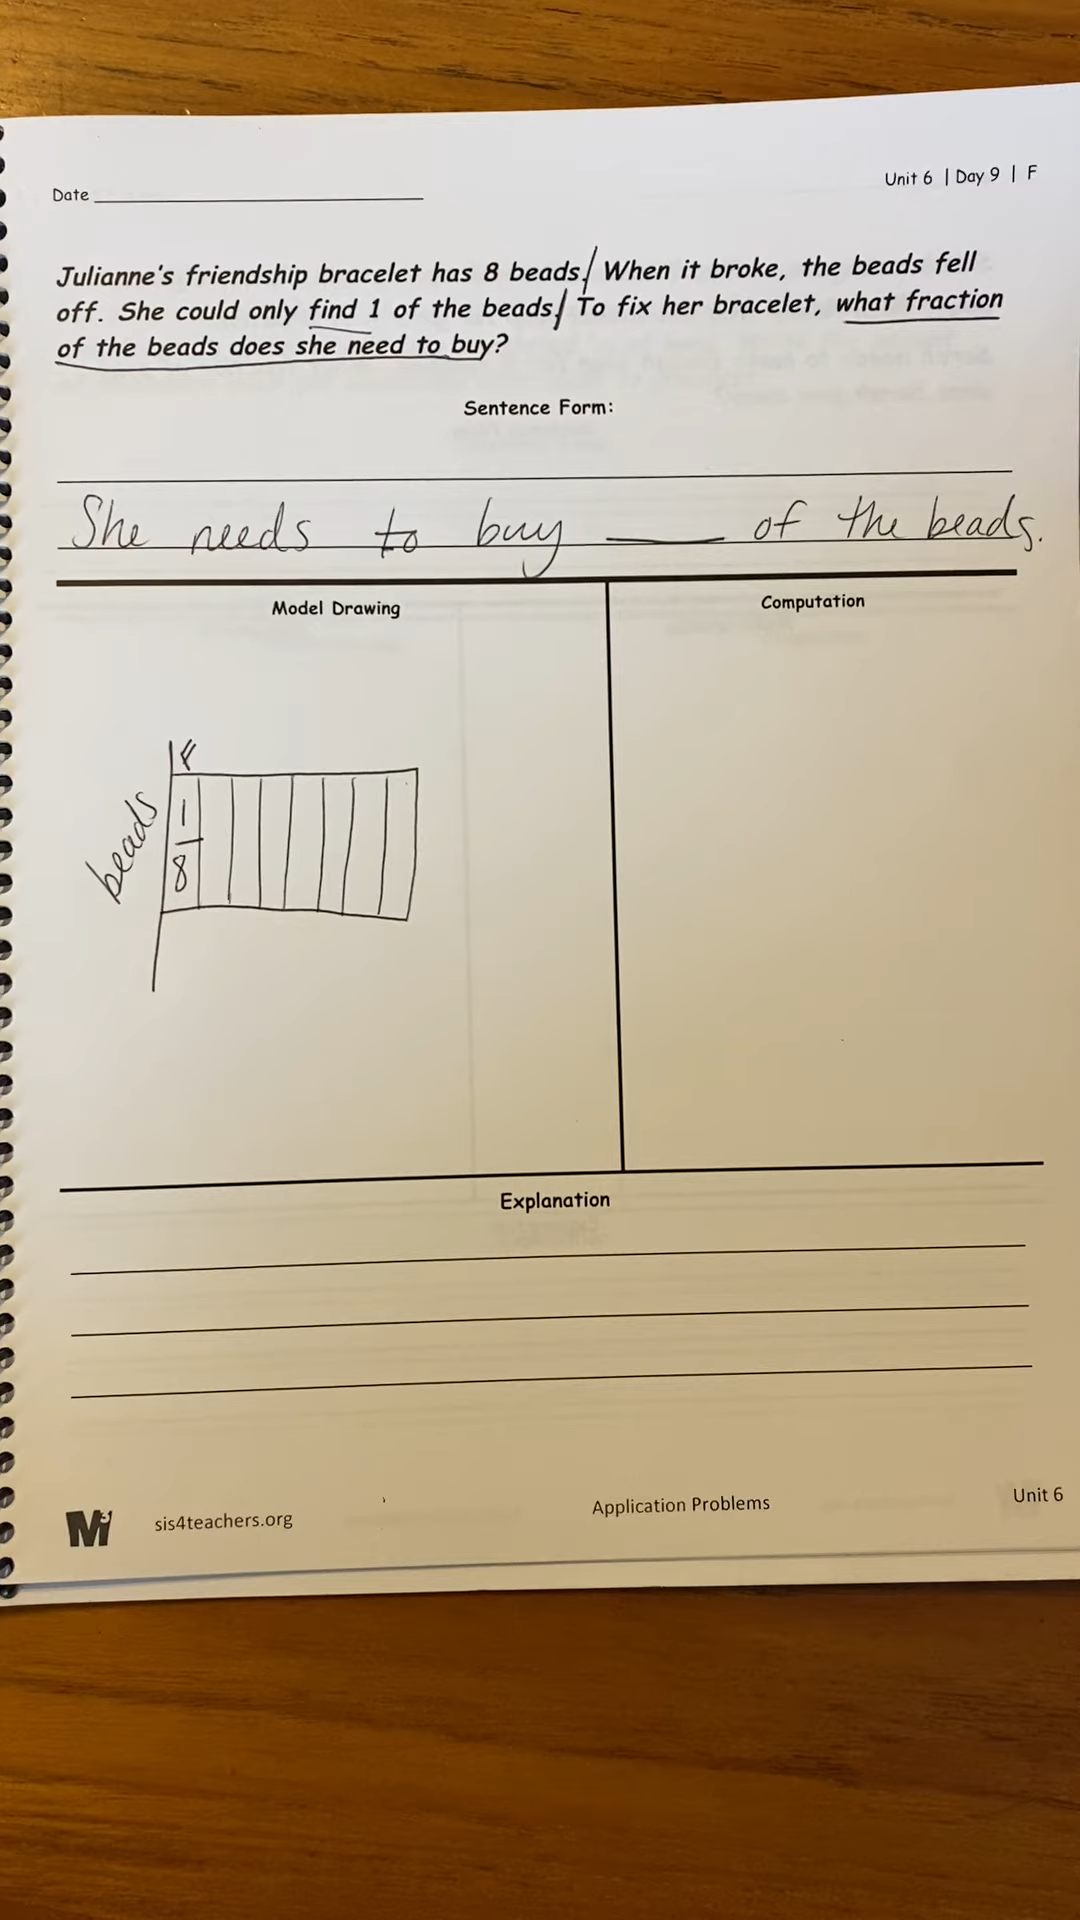 Date
Unit 6 | Day 9 | F
Julianne's friendship bracelet has 8 beads./ When it broke, the beads fell
off. She could only find 1 of the beads./ To fix her bracelet, what fraction
of the beads does she need to buy?
Sentence Form:
She needs to buy ____ of the beads.
Model Drawing
Computation
F
beads
1
8
Explanation
M3
sis4teachers.org
Application Problems
Unit 6